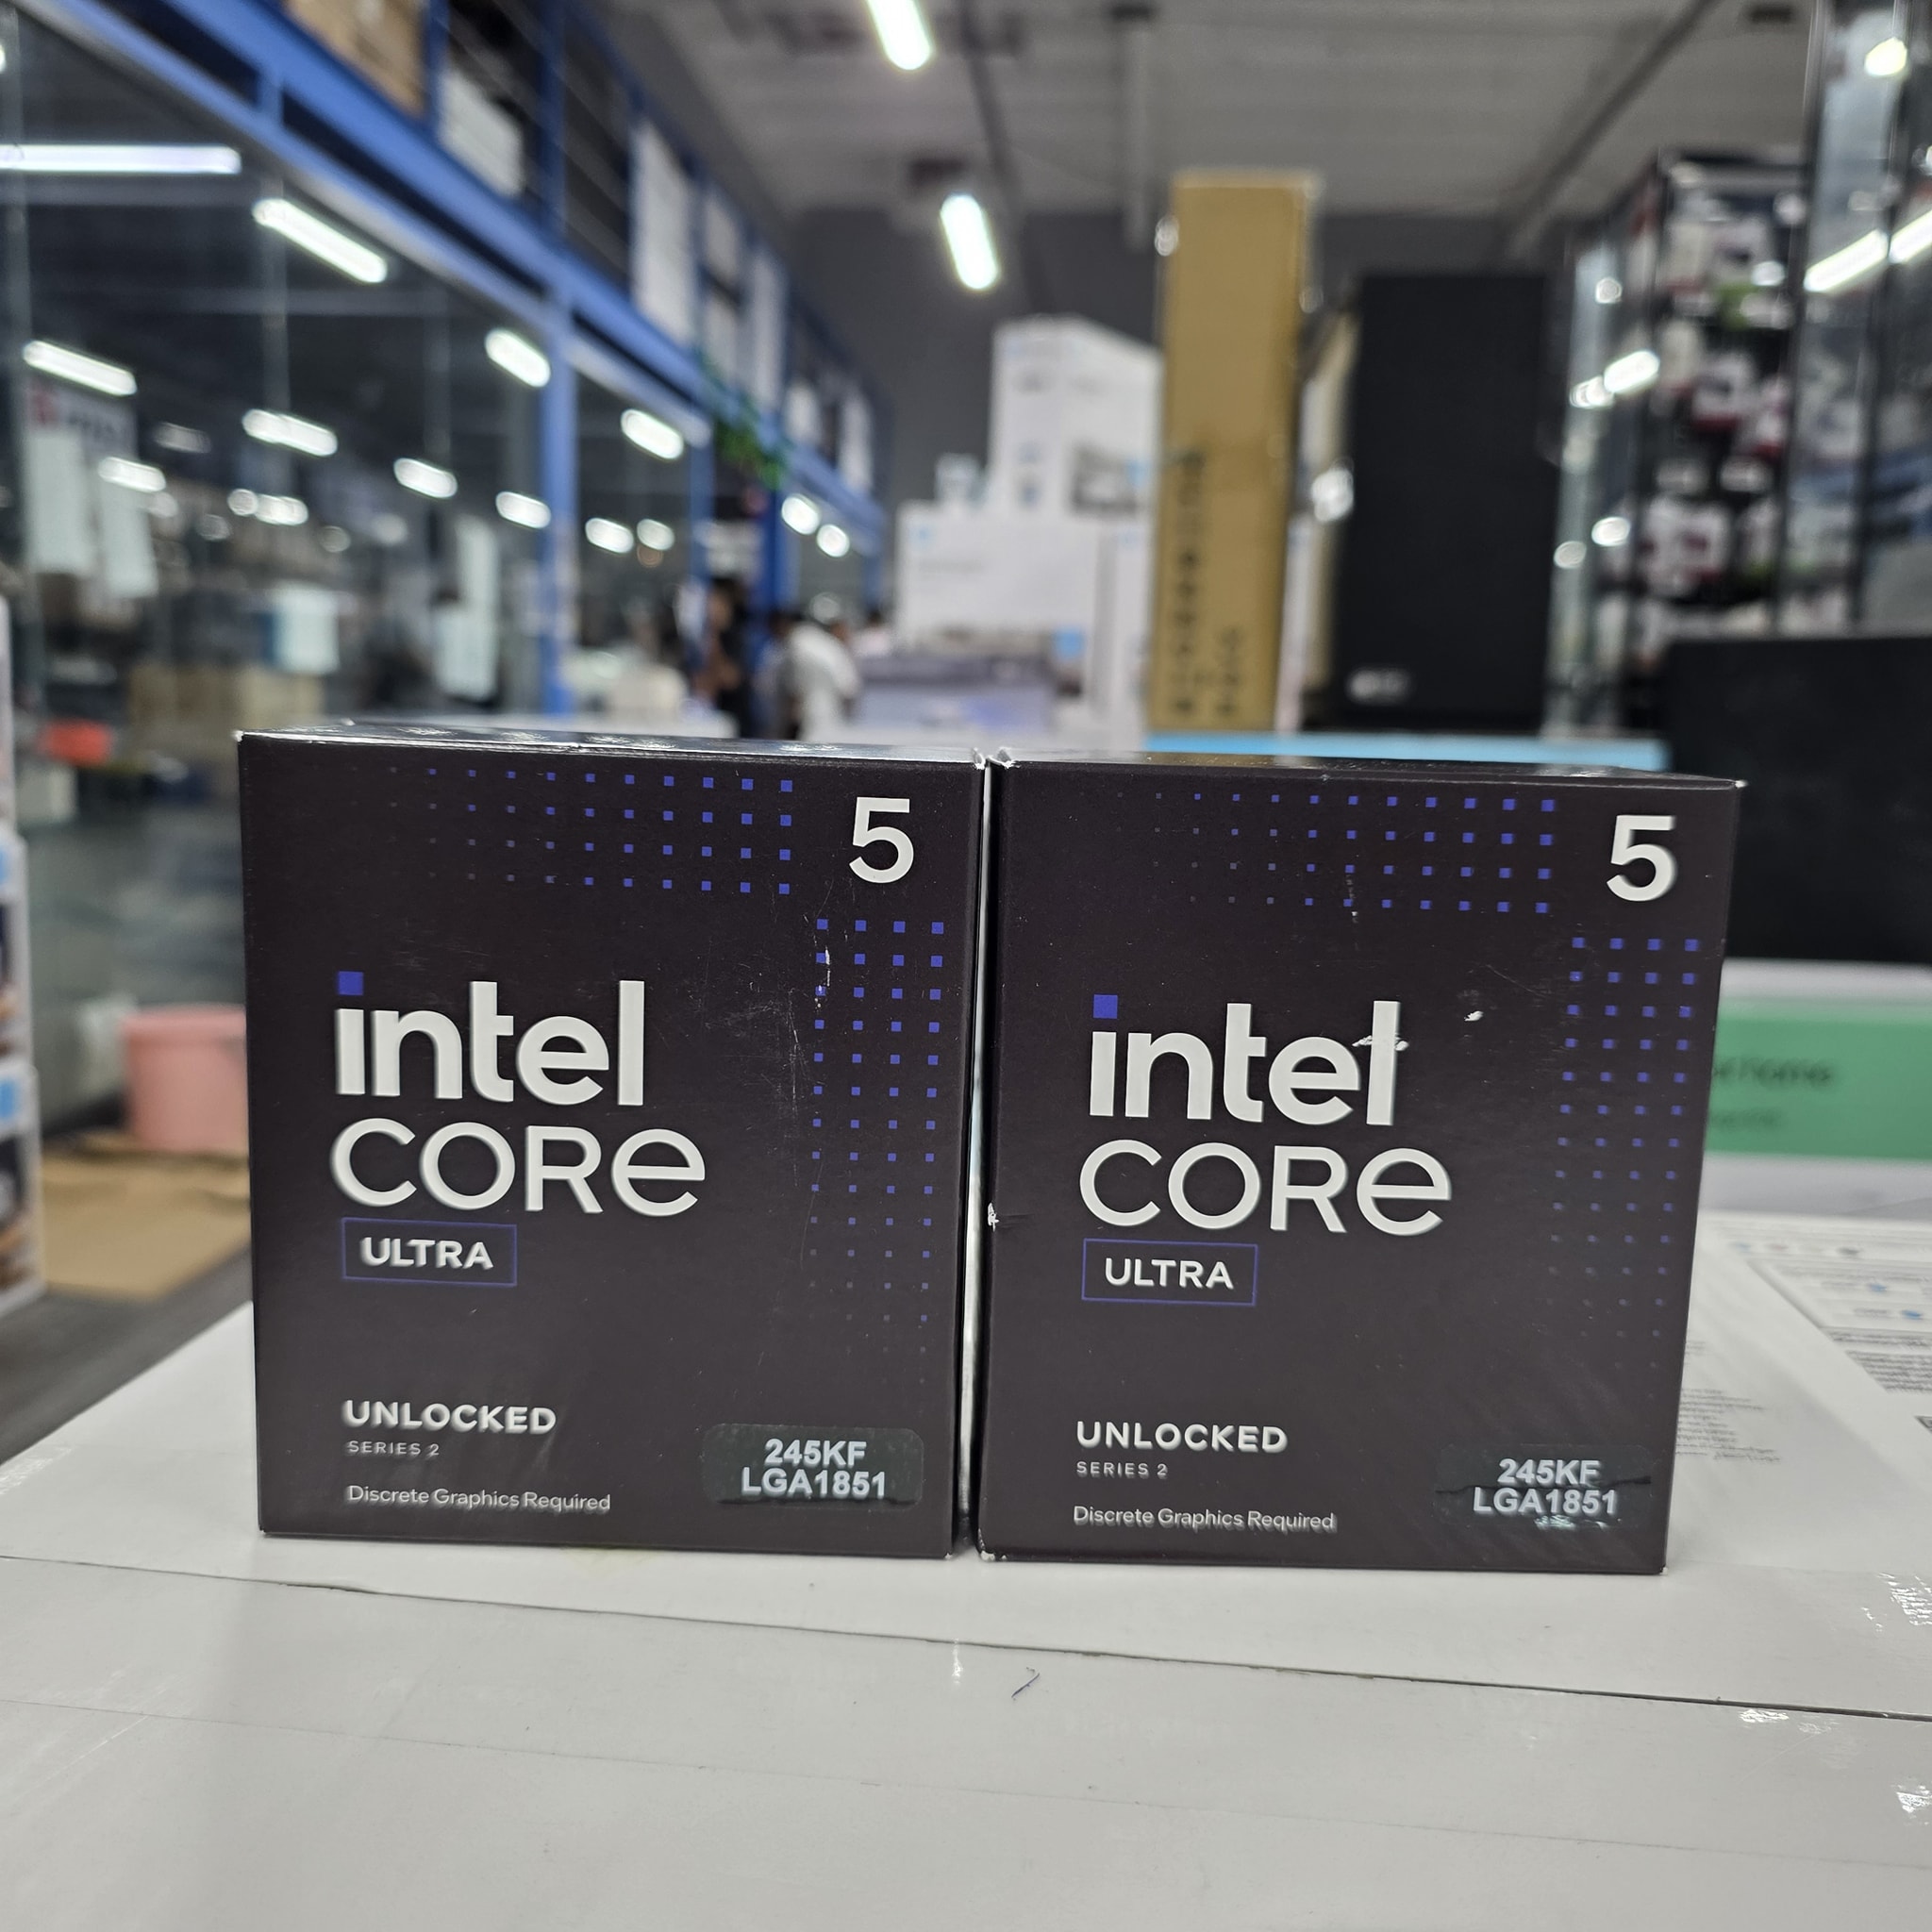 5
intel
CORE
ULTRA
UNLOCKED
SERIES 2
Discrete Graphics Required
245KF
LGA1851
5
intel
CORE
ULTRA
UNLOCKED
SERIES 2
Discrete Graphics Required
245KF
LGA1851